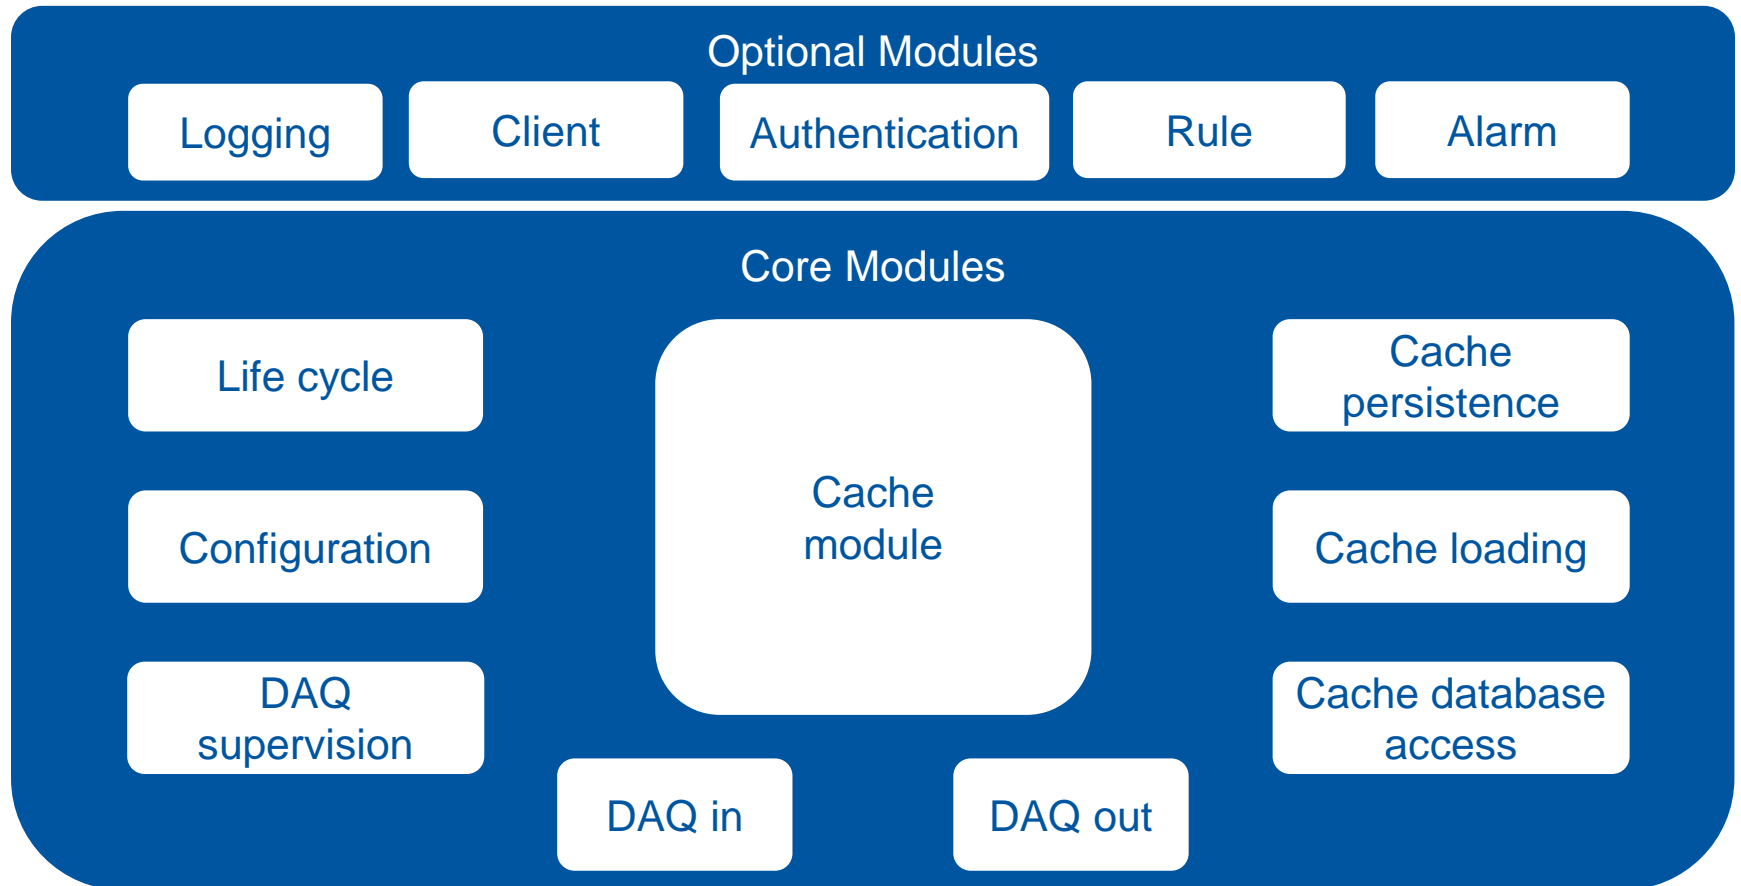 Optional Modules
Logging
Client
Authentication
Rule
Alarm
Core Modules
Life cycle
Cache
module
Cache
persistence
Configuration
Cache loading
DAQ
supervision
Cache database
access
DAQ in
DAQ out